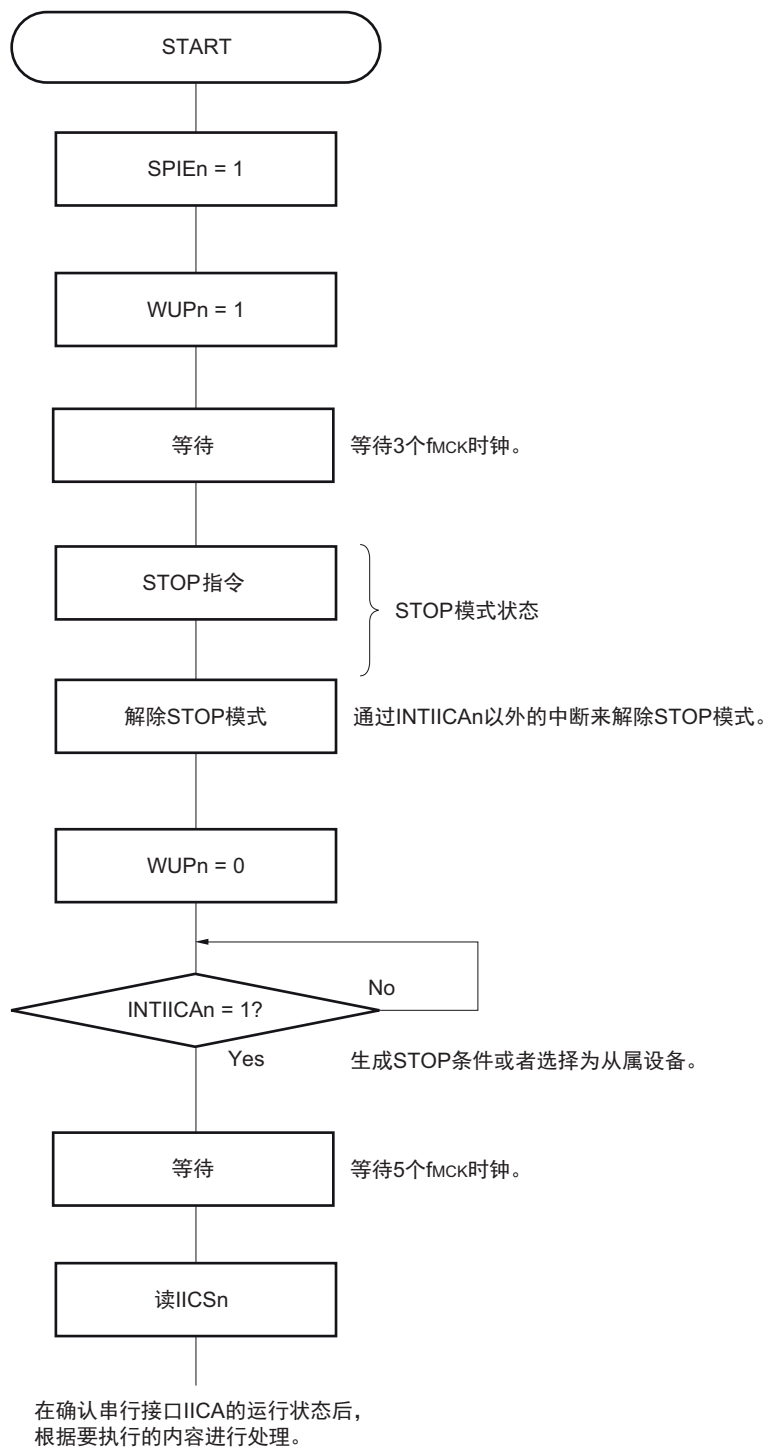 START
SPIEn = 1
WUPn = 1
等待
等待3个fMCK时钟。
STOP指令
STOP模式状态
解除STOP模式
通过INTIICAn以外的中断来解除STOP模式。
WUPn = 0
No
INTIICAn = 1?
Yes
生成STOP条件或者选择为从属设备。
等待
等待5个fMCK时钟。
读IICSn
在确认串行接口IICA的运行状态后，
根据要执行的内容进行处理。